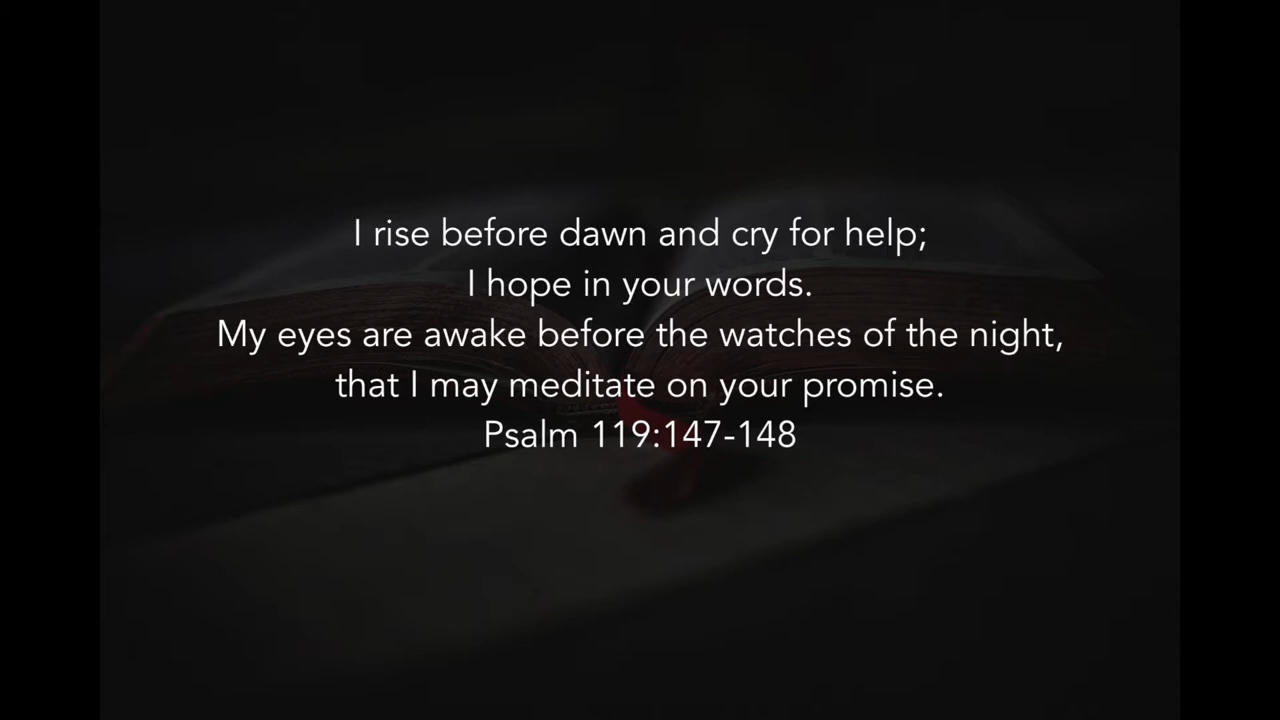 I rise before dawn and cry for help;
I hope in your words.
My eyes are awake before the watches of the night,
that I may meditate on your promise.
Psalm 119:147-148